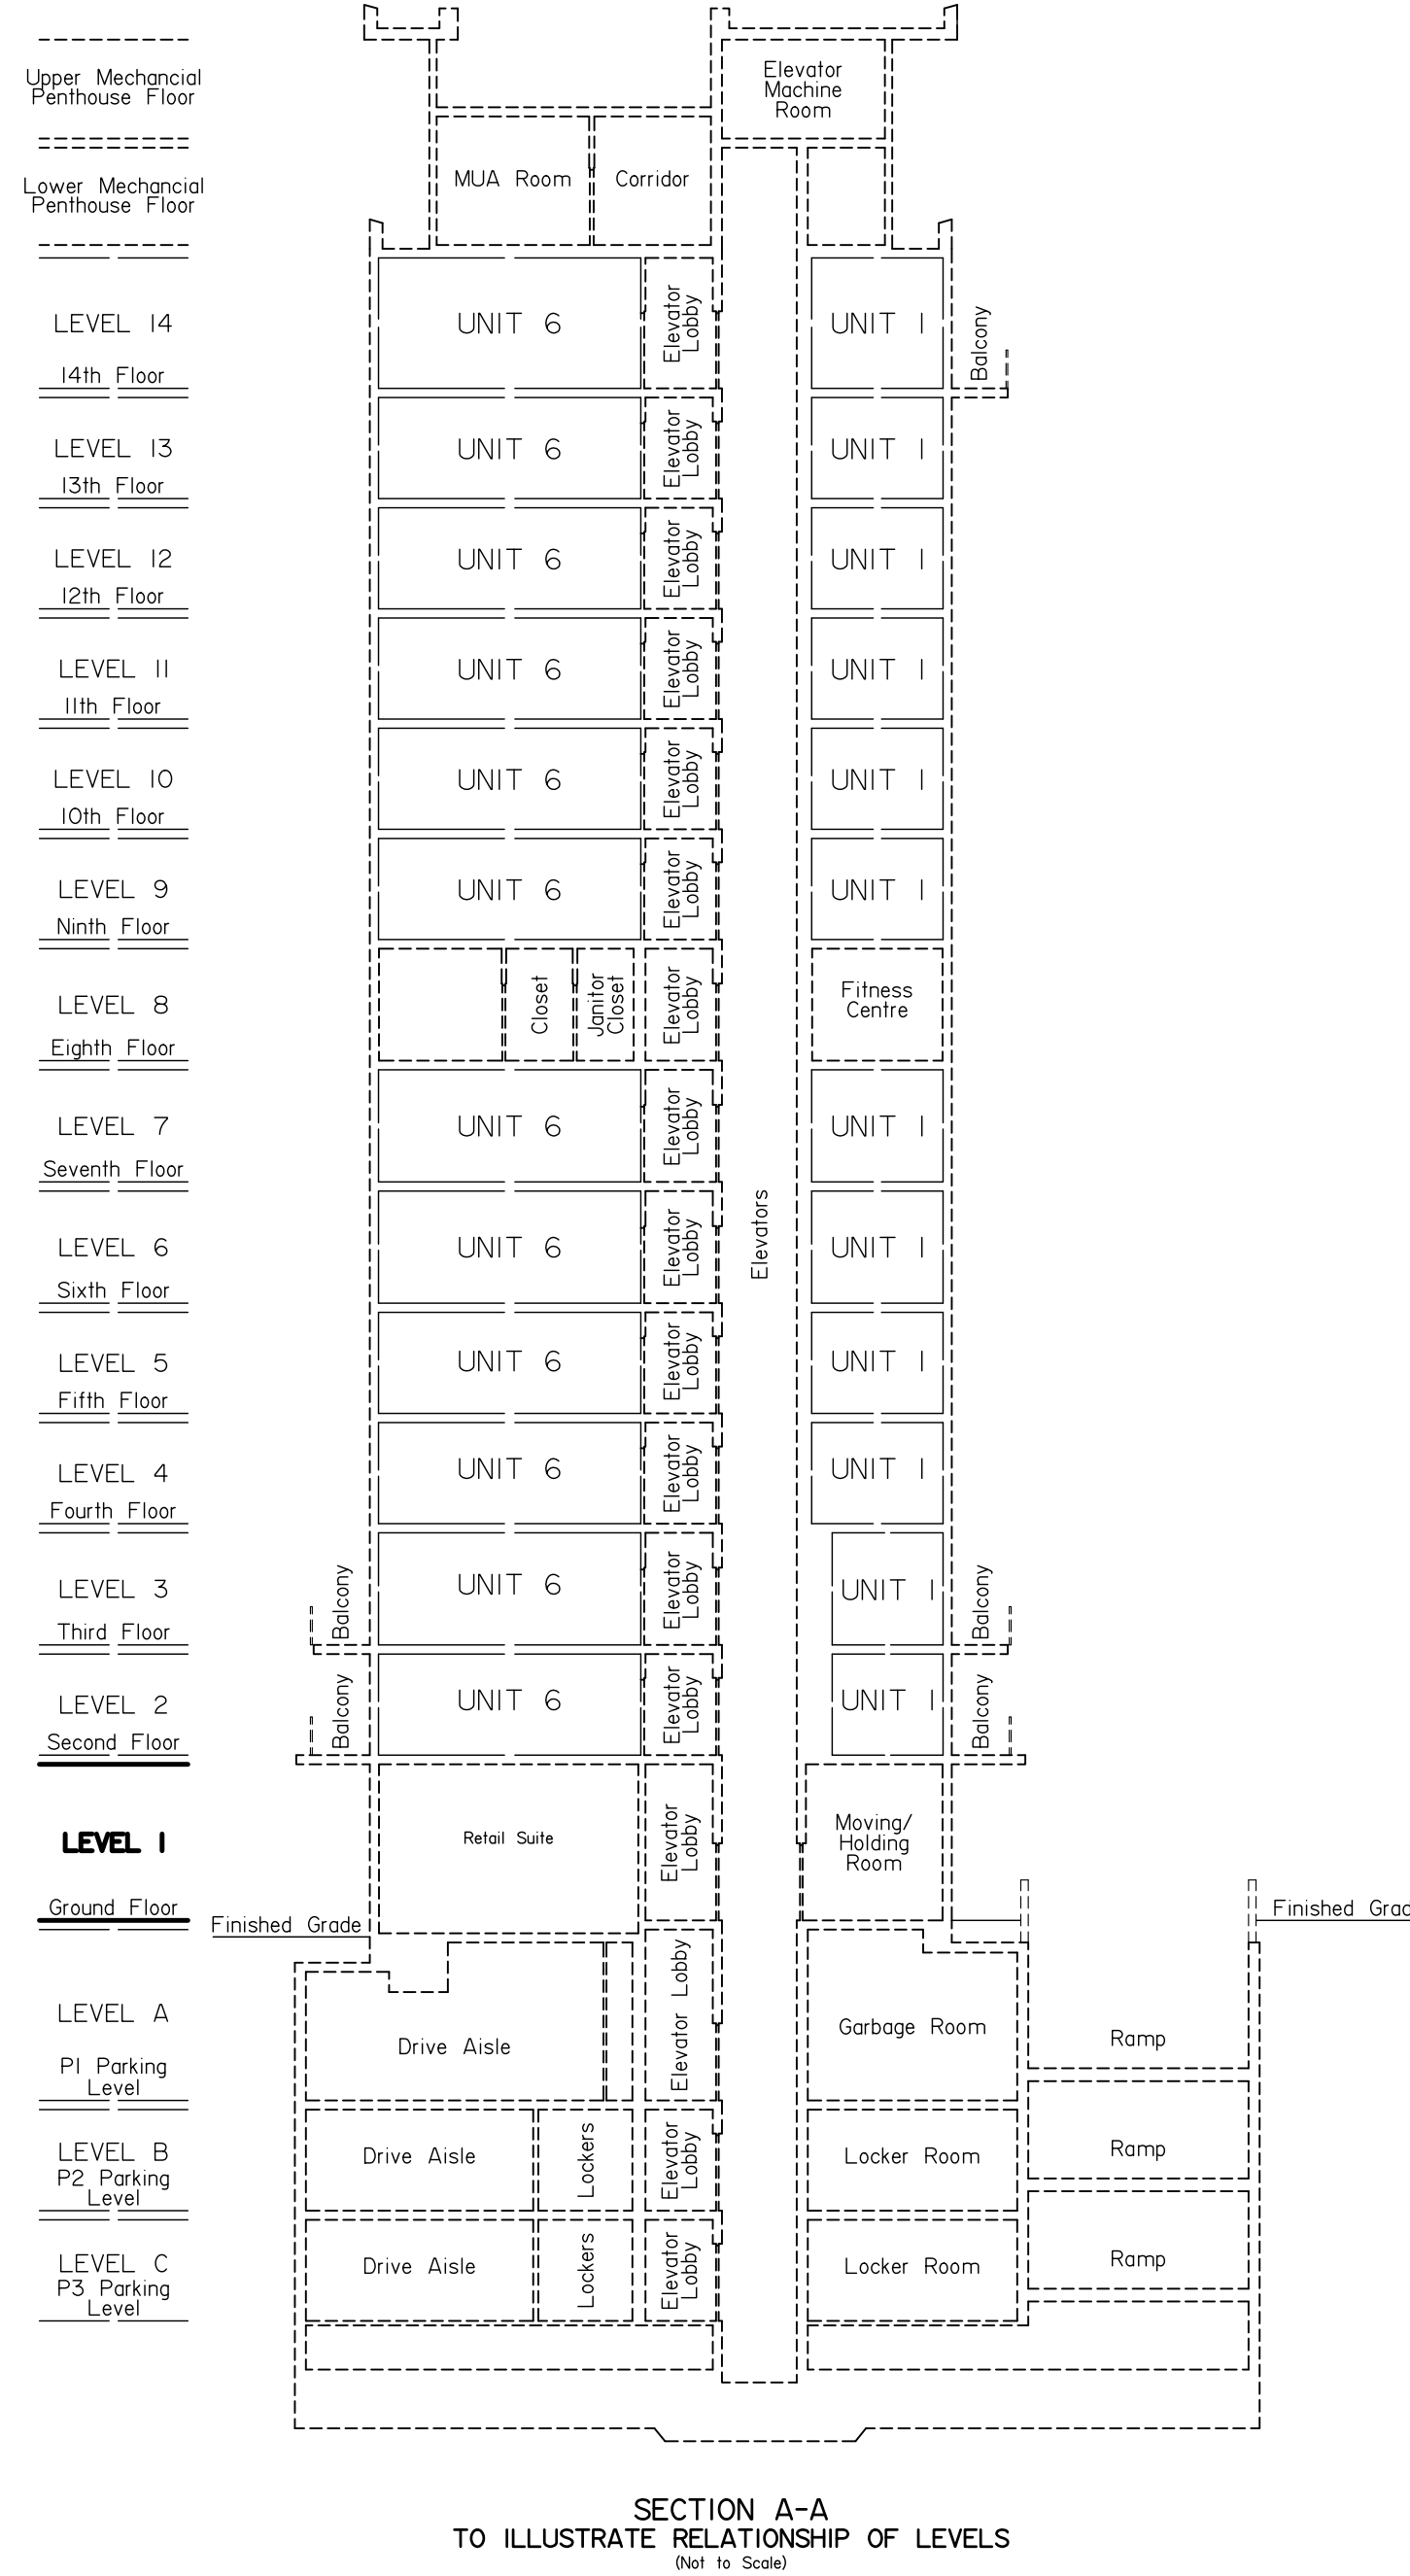 Upper Mechancial
Penthouse Floor
Elevator
Machine
Room
Lower Mechancial
Penthouse Floor
MUA Room
Corridor
LEVEL 14
14th Floor
UNIT 6
Elevator
Lobby
UNIT 1
Balcony
LEVEL 13
13th Floor
UNIT 6
Elevator
Lobby
UNIT 1
LEVEL 12
12th Floor
UNIT 6
Elevator
Lobby
UNIT 1
LEVEL 11
11th Floor
UNIT 6
Elevator
Lobby
UNIT 1
LEVEL 10
10th Floor
UNIT 6
Elevator
Lobby
UNIT 1
LEVEL 9
Ninth Floor
UNIT 6
Elevator
Lobby
UNIT 1
LEVEL 8
Eighth Floor
Closet
Janitor
Closet
Elevator
Lobby
Fitness
Centre
LEVEL 7
Seventh Floor
UNIT 6
Elevator
Lobby
UNIT 1
LEVEL 6
Sixth Floor
UNIT 6
Elevator
Lobby
Elevators
UNIT 1
LEVEL 5
Fifth Floor
UNIT 6
Elevator
Lobby
UNIT 1
LEVEL 4
Fourth Floor
UNIT 6
Elevator
Lobby
UNIT 1
LEVEL 3
Third Floor
Balcony
UNIT 6
Elevator
Lobby
UNIT 1
Balcony
LEVEL 2
Second Floor
Balcony
UNIT 6
Elevator
Lobby
UNIT 1
Balcony
LEVEL 1
Ground Floor
Retail Suite
Elevator
Lobby
Moving/
Holding
Room
Finished Grade
Finished Grad
LEVEL A
P1 Parking
Level
Drive Aisle
Elevator Lobby
Garbage Room
Ramp
LEVEL B
P2 Parking
Level
Drive Aisle
Lockers
Elevator
Lobby
Locker Room
Ramp
LEVEL C
P3 Parking
Level
Drive Aisle
Lockers
Elevator
Lobby
Locker Room
Ramp
SECTION A-A
TO ILLUSTRATE RELATIONSHIP OF LEVELS
(Not to Scale)